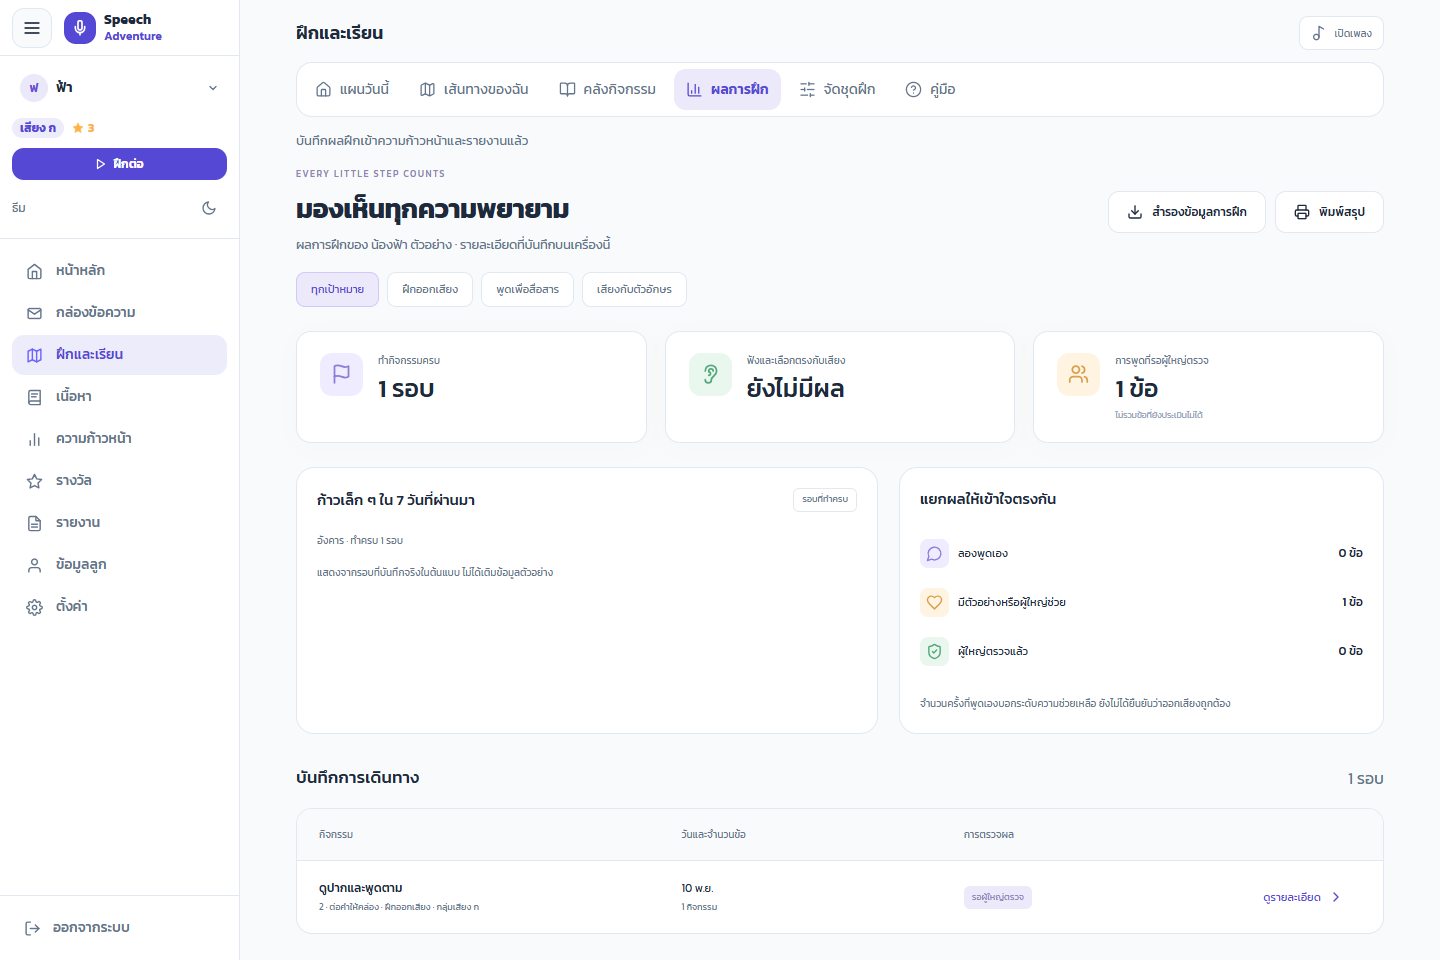 Speech
Adventure
ฟ ฟ้า
เสียง ก 3
ฝึกต่อ
ธีม
หน้าหลัก
กล่องข้อความ
ฝึกและเรียน
เนื้อหา
ความก้าวหน้า
รางวัล
รายงาน
ข้อมูลลูก
ตั้งค่า
ออกจากระบบ
ฝึกและเรียน
เปิดเพลง
แผนวันนี้ เส้นทางของฉัน คลังกิจกรรม ผลการฝึก จัดชุดฝึก คู่มือ
บันทึกผลฝึกเข้าความก้าวหน้าและรายงานแล้ว
EVERY LITTLE STEP COUNTS
มองเห็นทุกความพยายาม
สำรองข้อมูลการฝึก พิมพ์สรุป
ผลการฝึกของ น้องฟ้า ตัวอย่าง · รายละเอียดที่บันทึกบนเครื่องนี้
ทุกเป้าหมาย ฝึกออกเสียง พูดเพื่อสื่อสาร เสียงกับตัวอักษร
ทำกิจกรรมครบ
1 รอบ
ฟังและเลือกตรงกับเสียง
ยังไม่มีผล
การพูดที่รอผู้ใหญ่ตรวจ
1 ข้อ
ไม่รวมข้อที่ยังประเมินไม่ได้
ก้าวเล็ก ๆ ใน 7 วันที่ผ่านมา
รอบที่ทำครบ
อังคาร · ทำครบ 1 รอบ
แสดงจากรอบที่บันทึกจริงในต้นแบบ ไม่ได้เติมข้อมูลตัวอย่าง
แยกผลให้เข้าใจตรงกัน
ลองพูดเอง 0 ข้อ
มีตัวอย่างหรือผู้ใหญ่ช่วย 1 ข้อ
ผู้ใหญ่ตรวจแล้ว 0 ข้อ
จำนวนครั้งที่พูดเองบอกระดับความช่วยเหลือ ยังไม่ได้ยืนยันว่าออกเสียงถูกต้อง
บันทึกการเดินทาง 1 รอบ
กิจกรรม วันและจำนวนข้อ การตรวจผล
ดูปากและพูดตาม 10 พ.ย. รอผู้ใหญ่ตรวจ ดูรายละเอียด
2 · ต่อคำให้คล่อง · ฝึกออกเสียง · กลุ่มเสียง ก 1 กิจกรรม